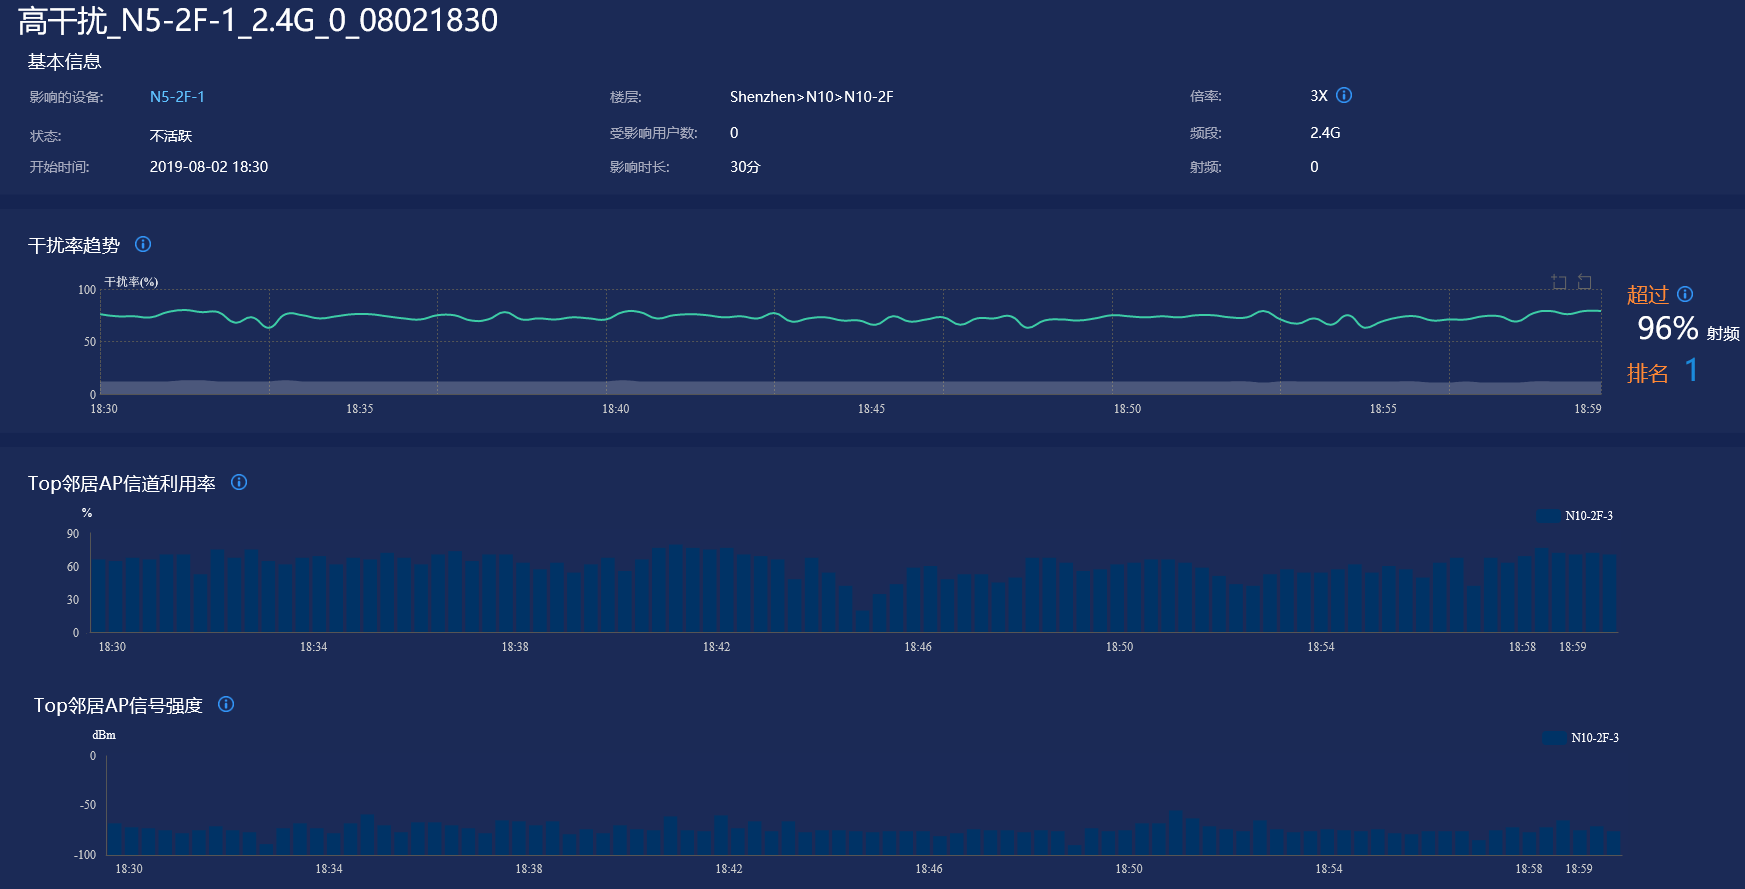 高干扰_N5-2F-1_2.4G_0_08021830
基本信息
影响的设备: N5-2F-1 楼层: Shenzhen>N10>N10-2F 倍率: 3X
状态: 不活跃 受影响用户数: 0 频段: 2.4G
开始时间: 2019-08-02 18:30 影响时长: 30分 射频: 0
干扰率趋势
干扰率(%)
100
50
0
18:30 18:35 18:40 18:45 18:50 18:55 18:59
超过
96% 射频
排名 1
Top邻居AP信道利用率
%
N10-2F-3
90
60
30
0
18:30 18:34 18:38 18:42 18:46 18:50 18:54 18:58 18:59
Top邻居AP信号强度
dBm
N10-2F-3
0
-50
-100
18:30 18:34 18:38 18:42 18:46 18:50 18:54 18:58 18:59